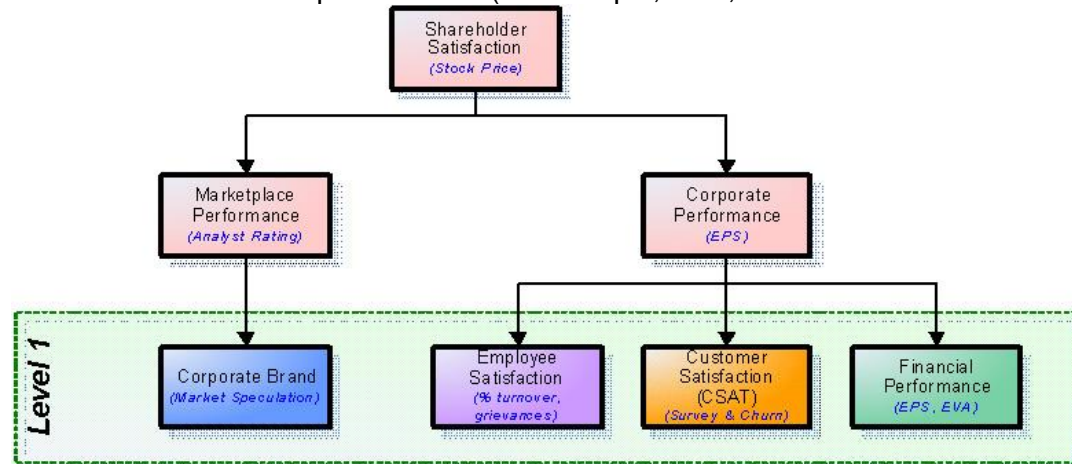 Shareholder
Satisfaction
(Stock Price)
Marketplace
Performance
(Analyst Rating)
Corporate
Performance
(EPS)
Level 1
Corporate Brand
(Market Speculation)
Employee
Satisfaction
(% turnover,
grievances)
Customer
Satisfaction
(CSAT)
(Survey & Churn)
Financial
Performance
(EPS, EVA)